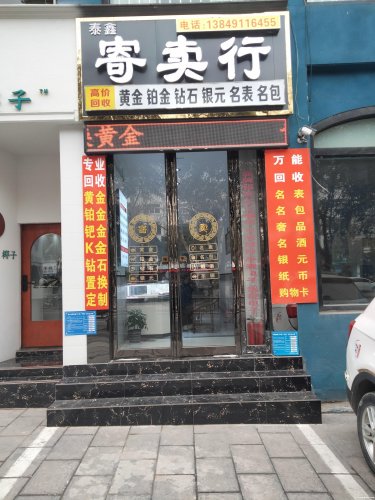 电话:13849116455
泰鑫
寄卖行
高价
回收
黄金 铂金 钻石 银元 名表 名包
黄金
子
椰子
专业
回收
黄金
铂金
钯金
K金
钻石
置换
定制
万能
回收
名表
名包
奢品
名酒
银元
纸币
购物卡